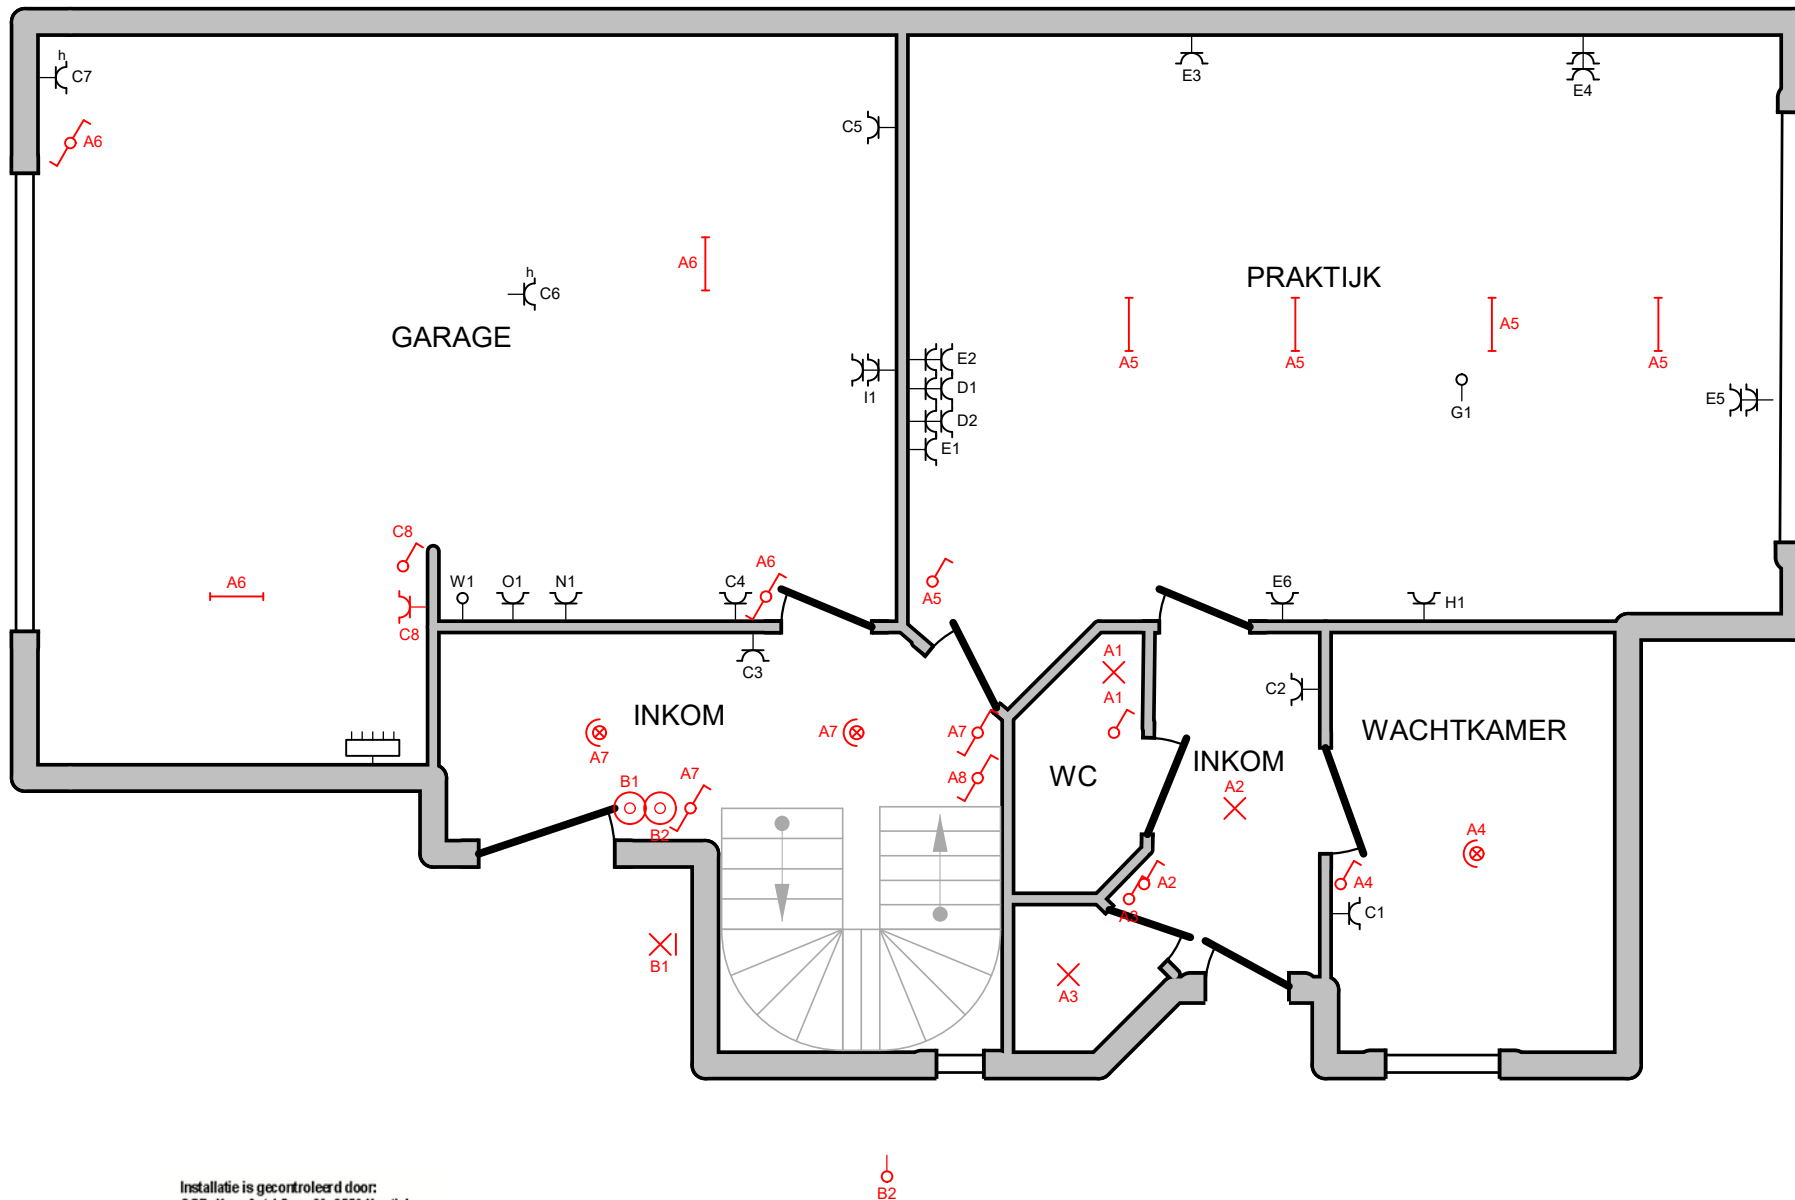 h
C7
E3
E4
A6
C5
A6
h
C6
PRAKTIJK
GARAGE
A5
A5
A5
A5
E2
D1
D2
E1
I1
G1
E5
C8
C8
A6
W1
O1
N1
C4
A6
A5
E6
H1
C3
A1
A1
C2
INKOM
A7
A7
A7
A8
WC
INKOM
A2
WACHTKAMER
B1
B2
A7
A4
A2
A3
A4
C1
B1
A3
B2
Installatie is gecontroleerd door: